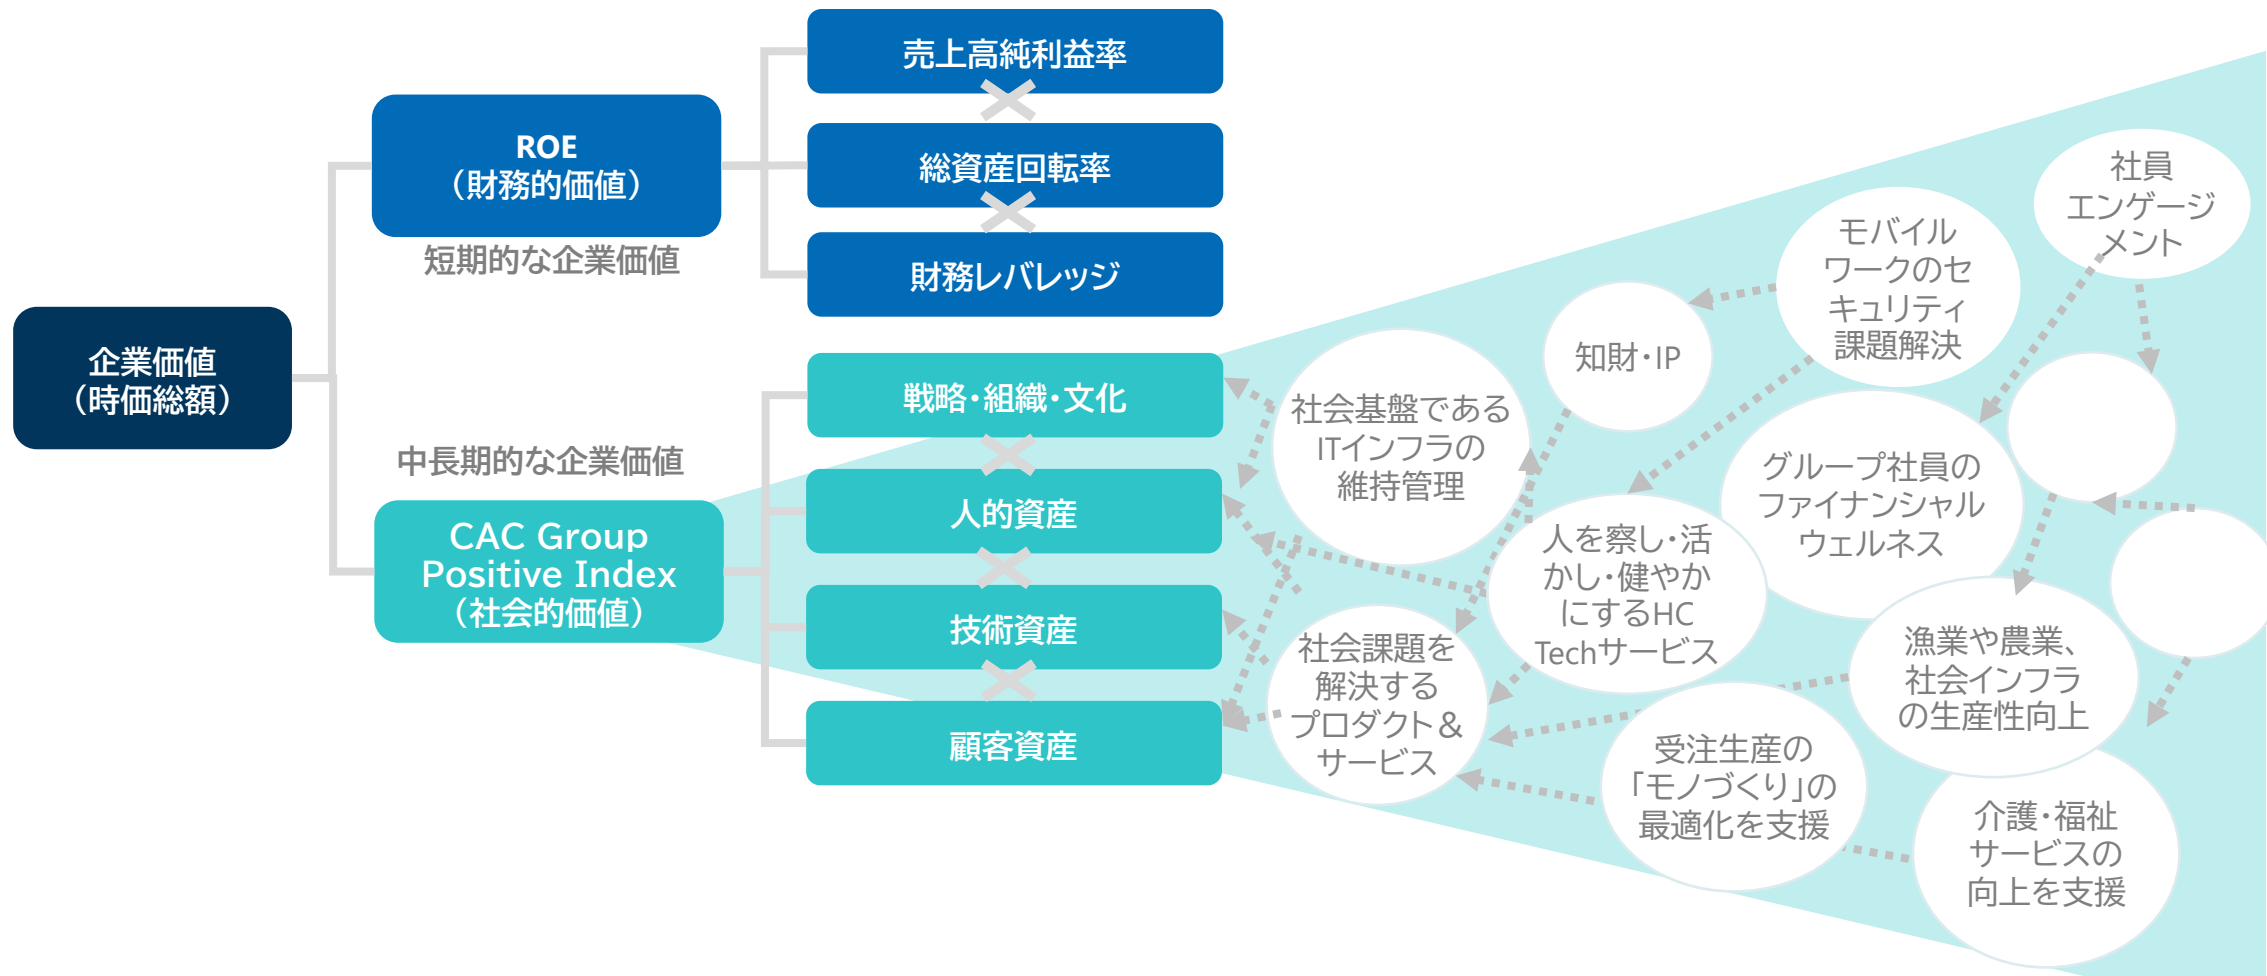 売上高純利益率
ROE
（財務的価値）
総資産回転率
短期的な企業価値
財務レバレッジ
企業価値
（時価総額）
戦略・組織・文化
中長期的な企業価値
人的資産
CAC Group
Positive Index
（社会的価値）
技術資産
顧客資産
社会基盤である
ITインフラの
維持管理
知財・IP
モバイル
ワークのセ
キュリティ
課題解決
社員
エンゲージ
メント
グループ社員の
ファイナンシャル
ウェルネス
人を察し・活
かし・健やか
にするHC
Techサービス
社会課題を
解決する
プロダクト＆
サービス
漁業や農業、
社会インフラ
の生産性向上
受注生産の
「モノづくり」の
最適化を支援
介護・福祉
サービスの
向上を支援